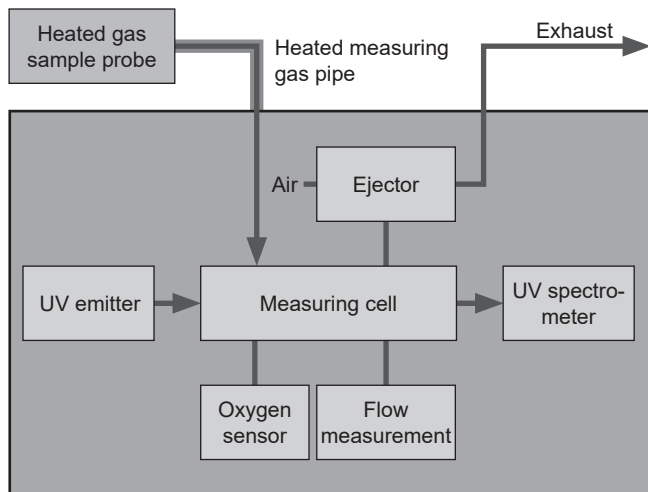 Heated gas
sample probe
Heated measuring
gas pipe
Exhaust
Air
Ejector
UV emitter
Measuring cell
UV spectro-
meter
Oxygen
sensor
Flow
measurement